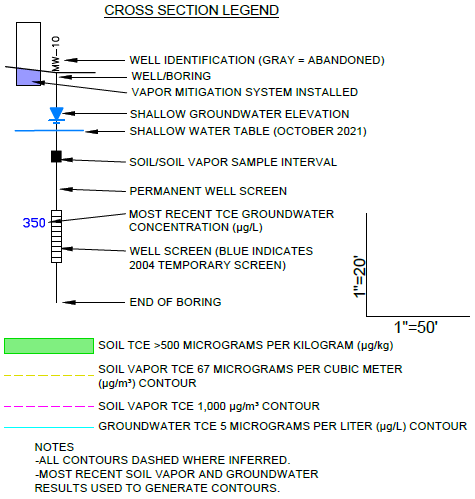 CROSS SECTION LEGEND
MW-10
WELL IDENTIFICATION (GRAY = ABANDONED)
WELL/BORING
VAPOR MITIGATION SYSTEM INSTALLED
SHALLOW GROUNDWATER ELEVATION
SHALLOW WATER TABLE (OCTOBER 2021)
SOIL/SOIL VAPOR SAMPLE INTERVAL
PERMANENT WELL SCREEN
350
MOST RECENT TCE GROUNDWATER
CONCENTRATION (µg/L)
WELL SCREEN (BLUE INDICATES
2004 TEMPORARY SCREEN)
END OF BORING
1"=20'
1"=50'
SOIL TCE >500 MICROGRAMS PER KILOGRAM (µg/kg)
SOIL VAPOR TCE 67 MICROGRAMS PER CUBIC METER
(µg/m³) CONTOUR
SOIL VAPOR TCE 1,000 µg/m³ CONTOUR
GROUNDWATER TCE 5 MICROGRAMS PER LITER (µg/L) CONTOUR
NOTES
-ALL CONTOURS DASHED WHERE INFERRED.
-MOST RECENT SOIL VAPOR AND GROUNDWATER
RESULTS USED TO GENERATE CONTOURS.